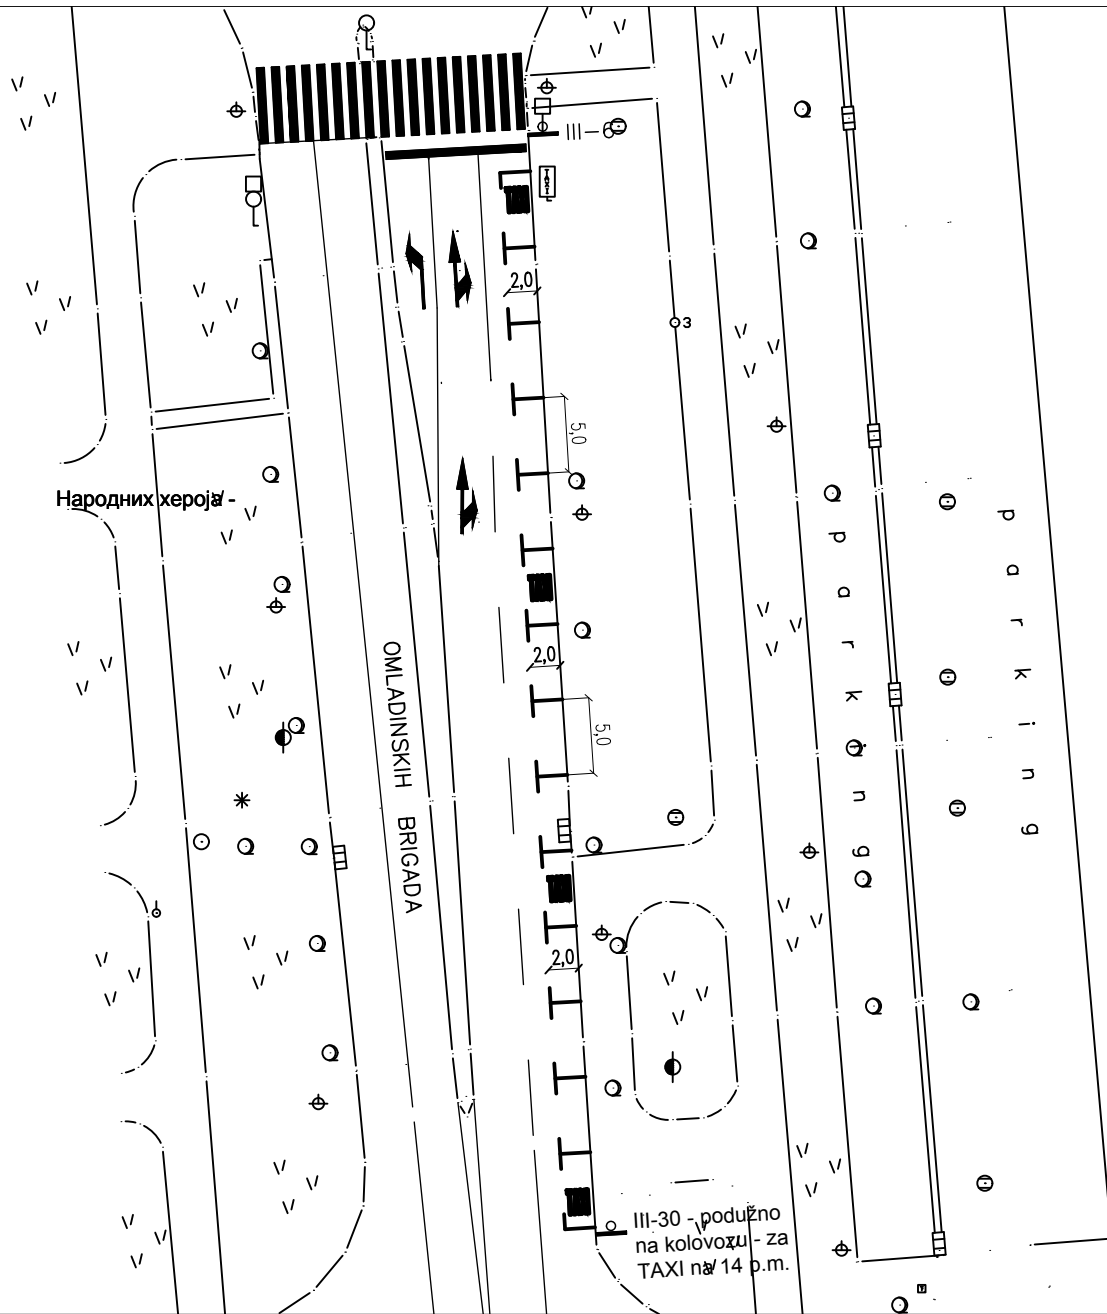 III-6
TAXI
2,0
3
5,0
Народних хероја -
parking
parking
2,0
OMLADINSKIH BRIGADA
5,0
2,0
III-30 - podužno
na kolovozu - za
TAXI na 14 p.m.